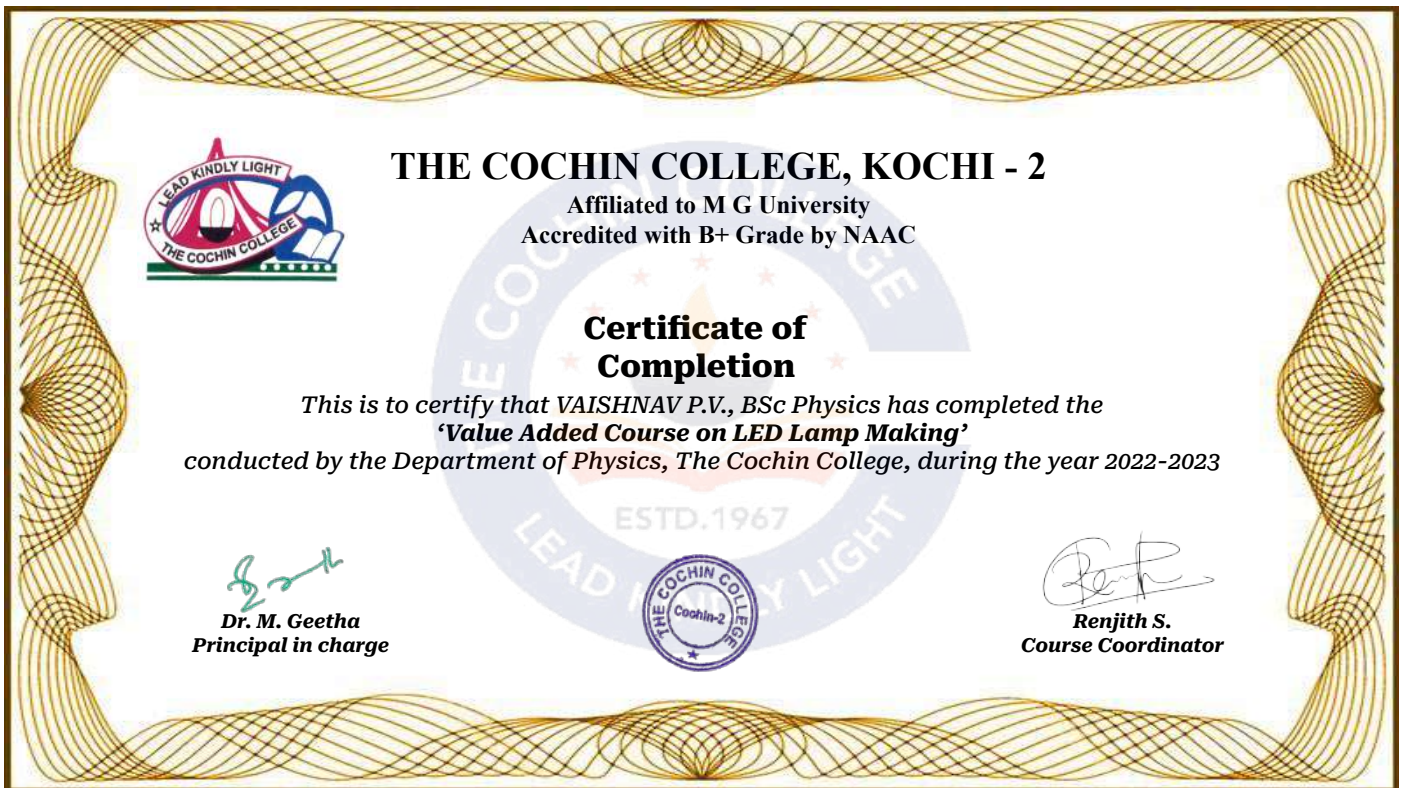 LEAD KINDLY LIGHT
THE COCHIN COLLEGE
THE COCHIN COLLEGE, KOCHI - 2
Affiliated to M G University
Accredited with B+ Grade by NAAC
THE COCHIN COLLEGE
Certificate of
Completion
This is to certify that VAISHNAV P.V., BSc Physics has completed the
‘Value Added Course on LED Lamp Making’
conducted by the Department of Physics, The Cochin College, during the year 2022-2023
ESTD.1967
LEAD KINDLY LIGHT
THE COCHIN COLLEGE
Cochin-2
Dr. M. Geetha
Principal in charge
Renjith S.
Course Coordinator